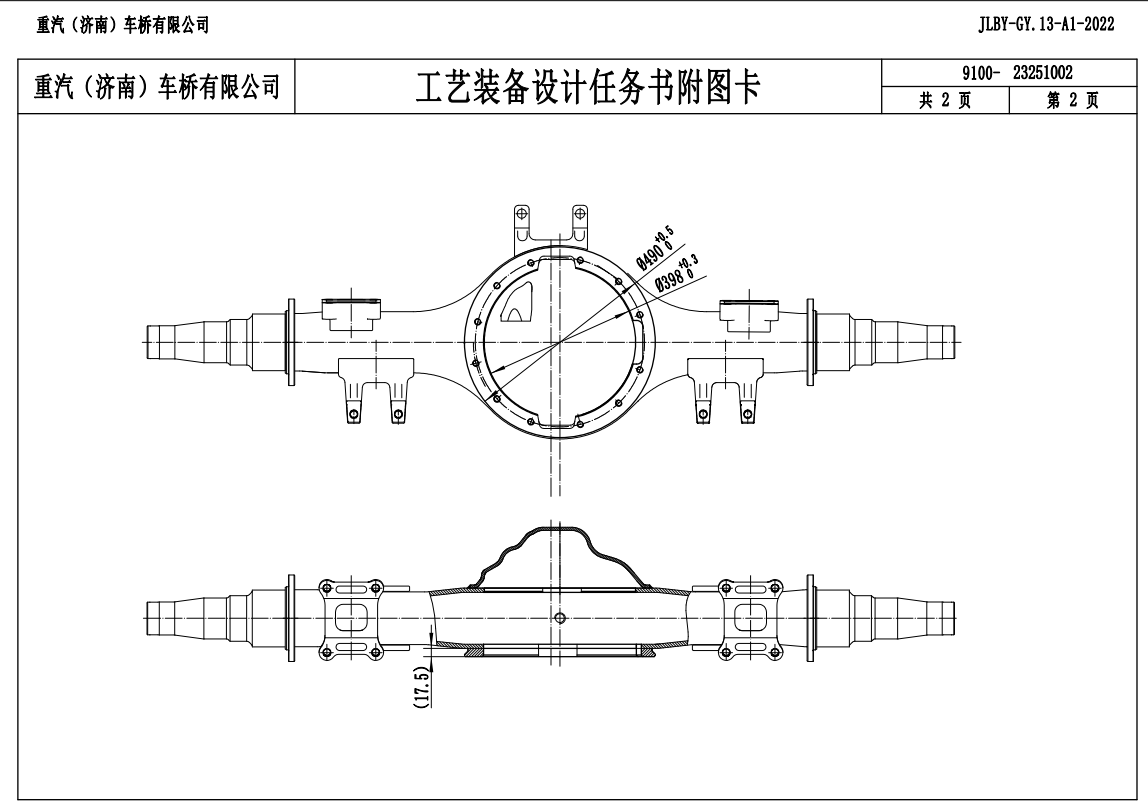 重汽（济南）车桥有限公司
JLBY-GY.13-A1-2022
重汽（济南）车桥有限公司
工艺装备设计任务书附图卡
9100- 23251002
共 2 页
第 2 页
Ø490 +0.5 0
Ø398 +0.3 0
(17.5)